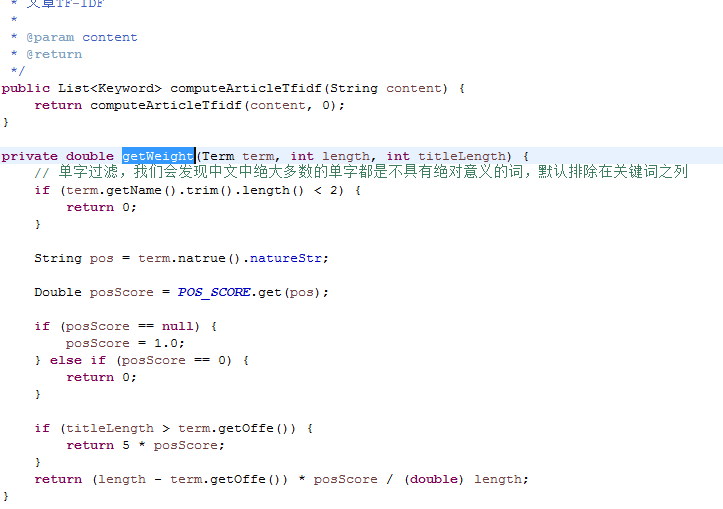 * 文章TF-IDF
*
* @param content
* @return
*/
public List<Keyword> computeArticleTfidf(String content) {
return computeArticleTfidf(content, 0);
}
private double getWeight(Term term, int length, int titleLength) {
// 单字过滤，我们会发现中文中绝大多数的单字都是不具有绝对意义的词，默认排除在关键词之列
if (term.getName().trim().length() < 2) {
return 0;
}
String pos = term.natrue().natureStr;
Double posScore = POS_SCORE.get(pos);
if (posScore == null) {
posScore = 1.0;
} else if (posScore == 0) {
return 0;
}
if (titleLength > term.getOffe()) {
return 5 * posScore;
}
return (length - term.getOffe()) * posScore / (double) length;
}